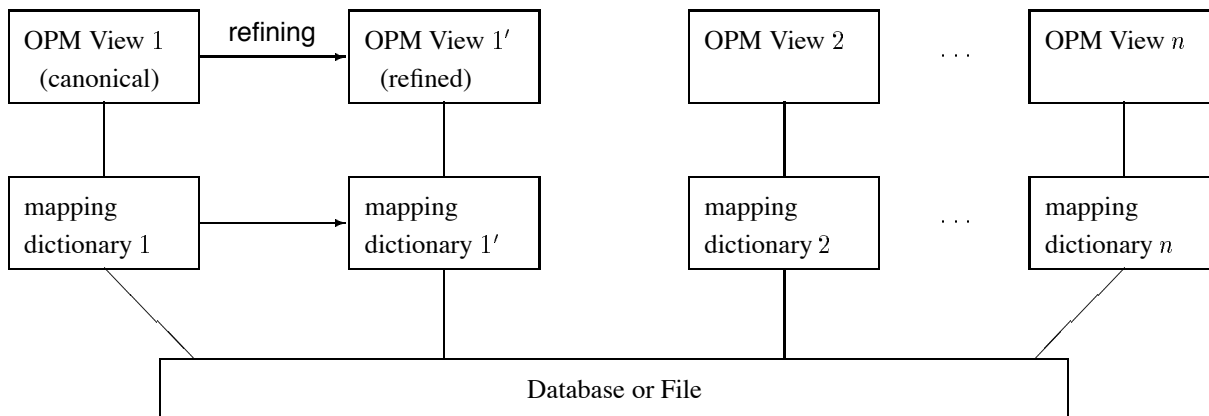 OPM View 1
(canonical)
refining
OPM View 1′
(refined)
OPM View 2
. . .
OPM View n
mapping
dictionary 1
mapping
dictionary 1′
mapping
dictionary 2
. . .
mapping
dictionary n
Database or File